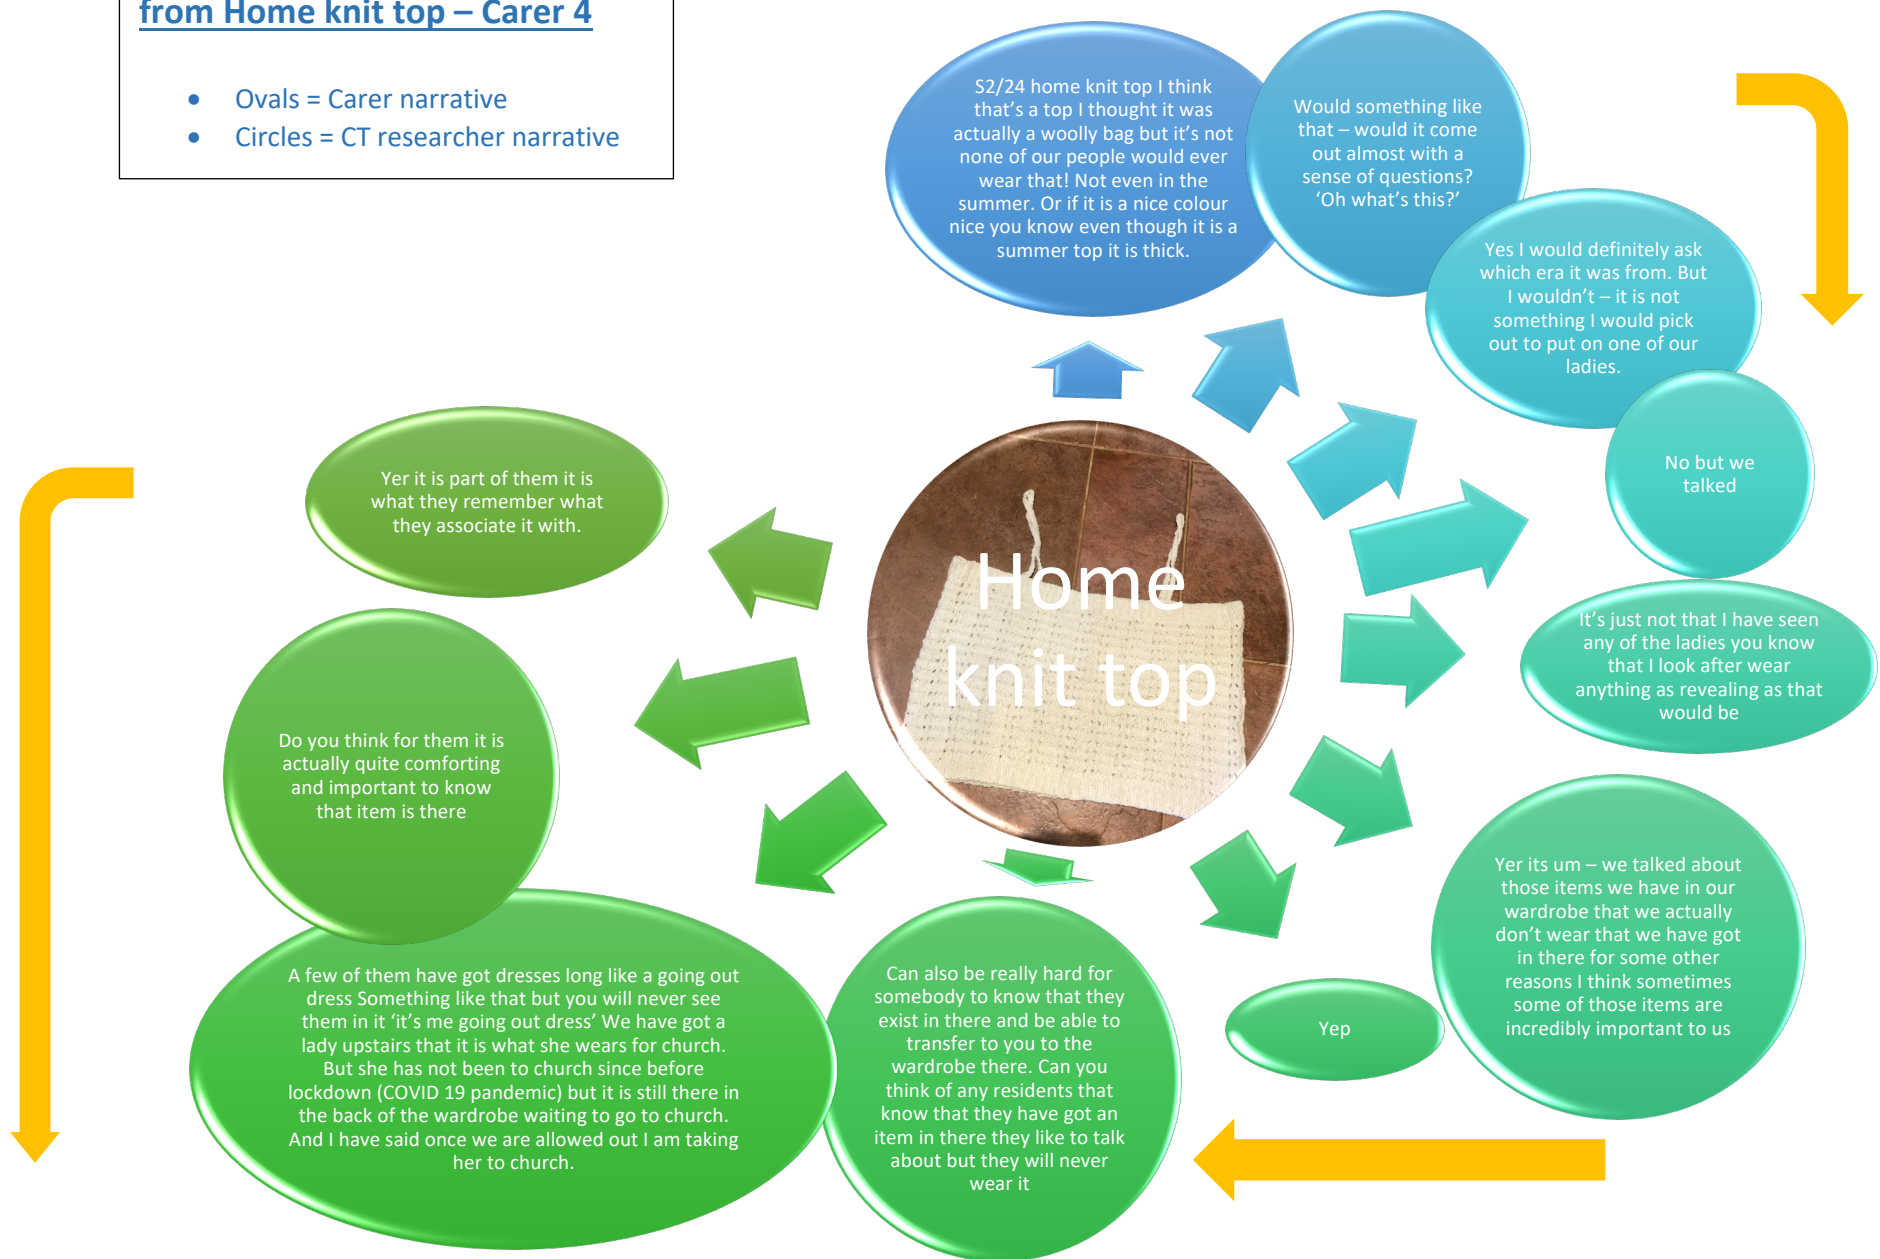 from Home knit top – Carer 4
• Ovals = Carer narrative
• Circles = CT researcher narrative
S2/24 home knit top I think
that’s a top I thought it was
actually a woolly bag but it’s not
none of our people would ever
wear that! Not even in the
summer. Or if it is a nice colour
nice you know even though it is a
summer top it is thick.
Would something like
that – would it come
out almost with a
sense of questions?
‘Oh what’s this?’
Yes I would definitely ask
which era it was from. But
I wouldn’t – it is not
something I would pick
out to put on one of our
ladies.
No but we
talked
It’s just not that I have seen
any of the ladies you know
that I look after wear
anything as revealing as that
would be
Yer its um – we talked about
those items we have in our
wardrobe that we actually
don’t wear that we have got
in there for some other
reasons I think sometimes
some of those items are
incredibly important to us
Yep
Can also be really hard for
somebody to know that they
exist in there and be able to
transfer to you to the
wardrobe there. Can you
think of any residents that
know that they have got an
item in there they like to talk
about but they will never
wear it
A few of them have got dresses long like a going out
dress Something like that but you will never see
them in it ‘it’s me going out dress’ We have got a
lady upstairs that it is what she wears for church.
But she has not been to church since before
lockdown (COVID 19 pandemic) but it is still there in
the back of the wardrobe waiting to go to church.
And I have said once we are allowed out I am taking
her to church.
Do you think for them it is
actually quite comforting
and important to know
that item is there
Yer it is part of them it is
what they remember what
they associate it with.
Home
knit top